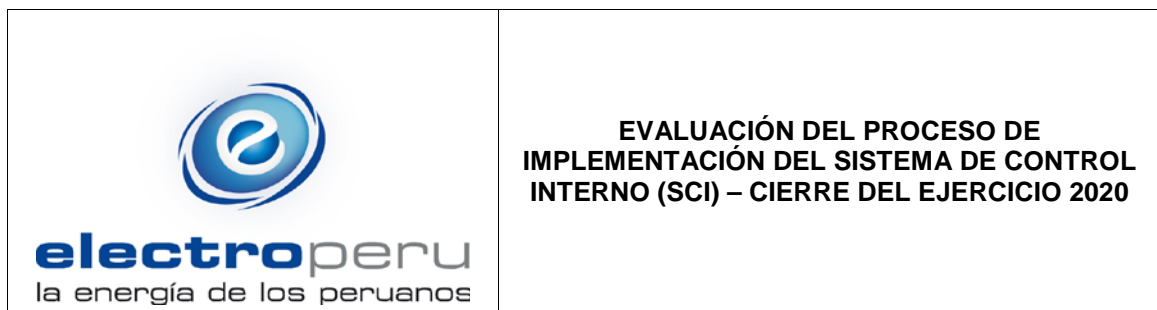 electroperu
la energía de los peruanos
EVALUACIÓN DEL PROCESO DE
IMPLEMENTACIÓN DEL SISTEMA DE CONTROL
INTERNO (SCI) – CIERRE DEL EJERCICIO 2020